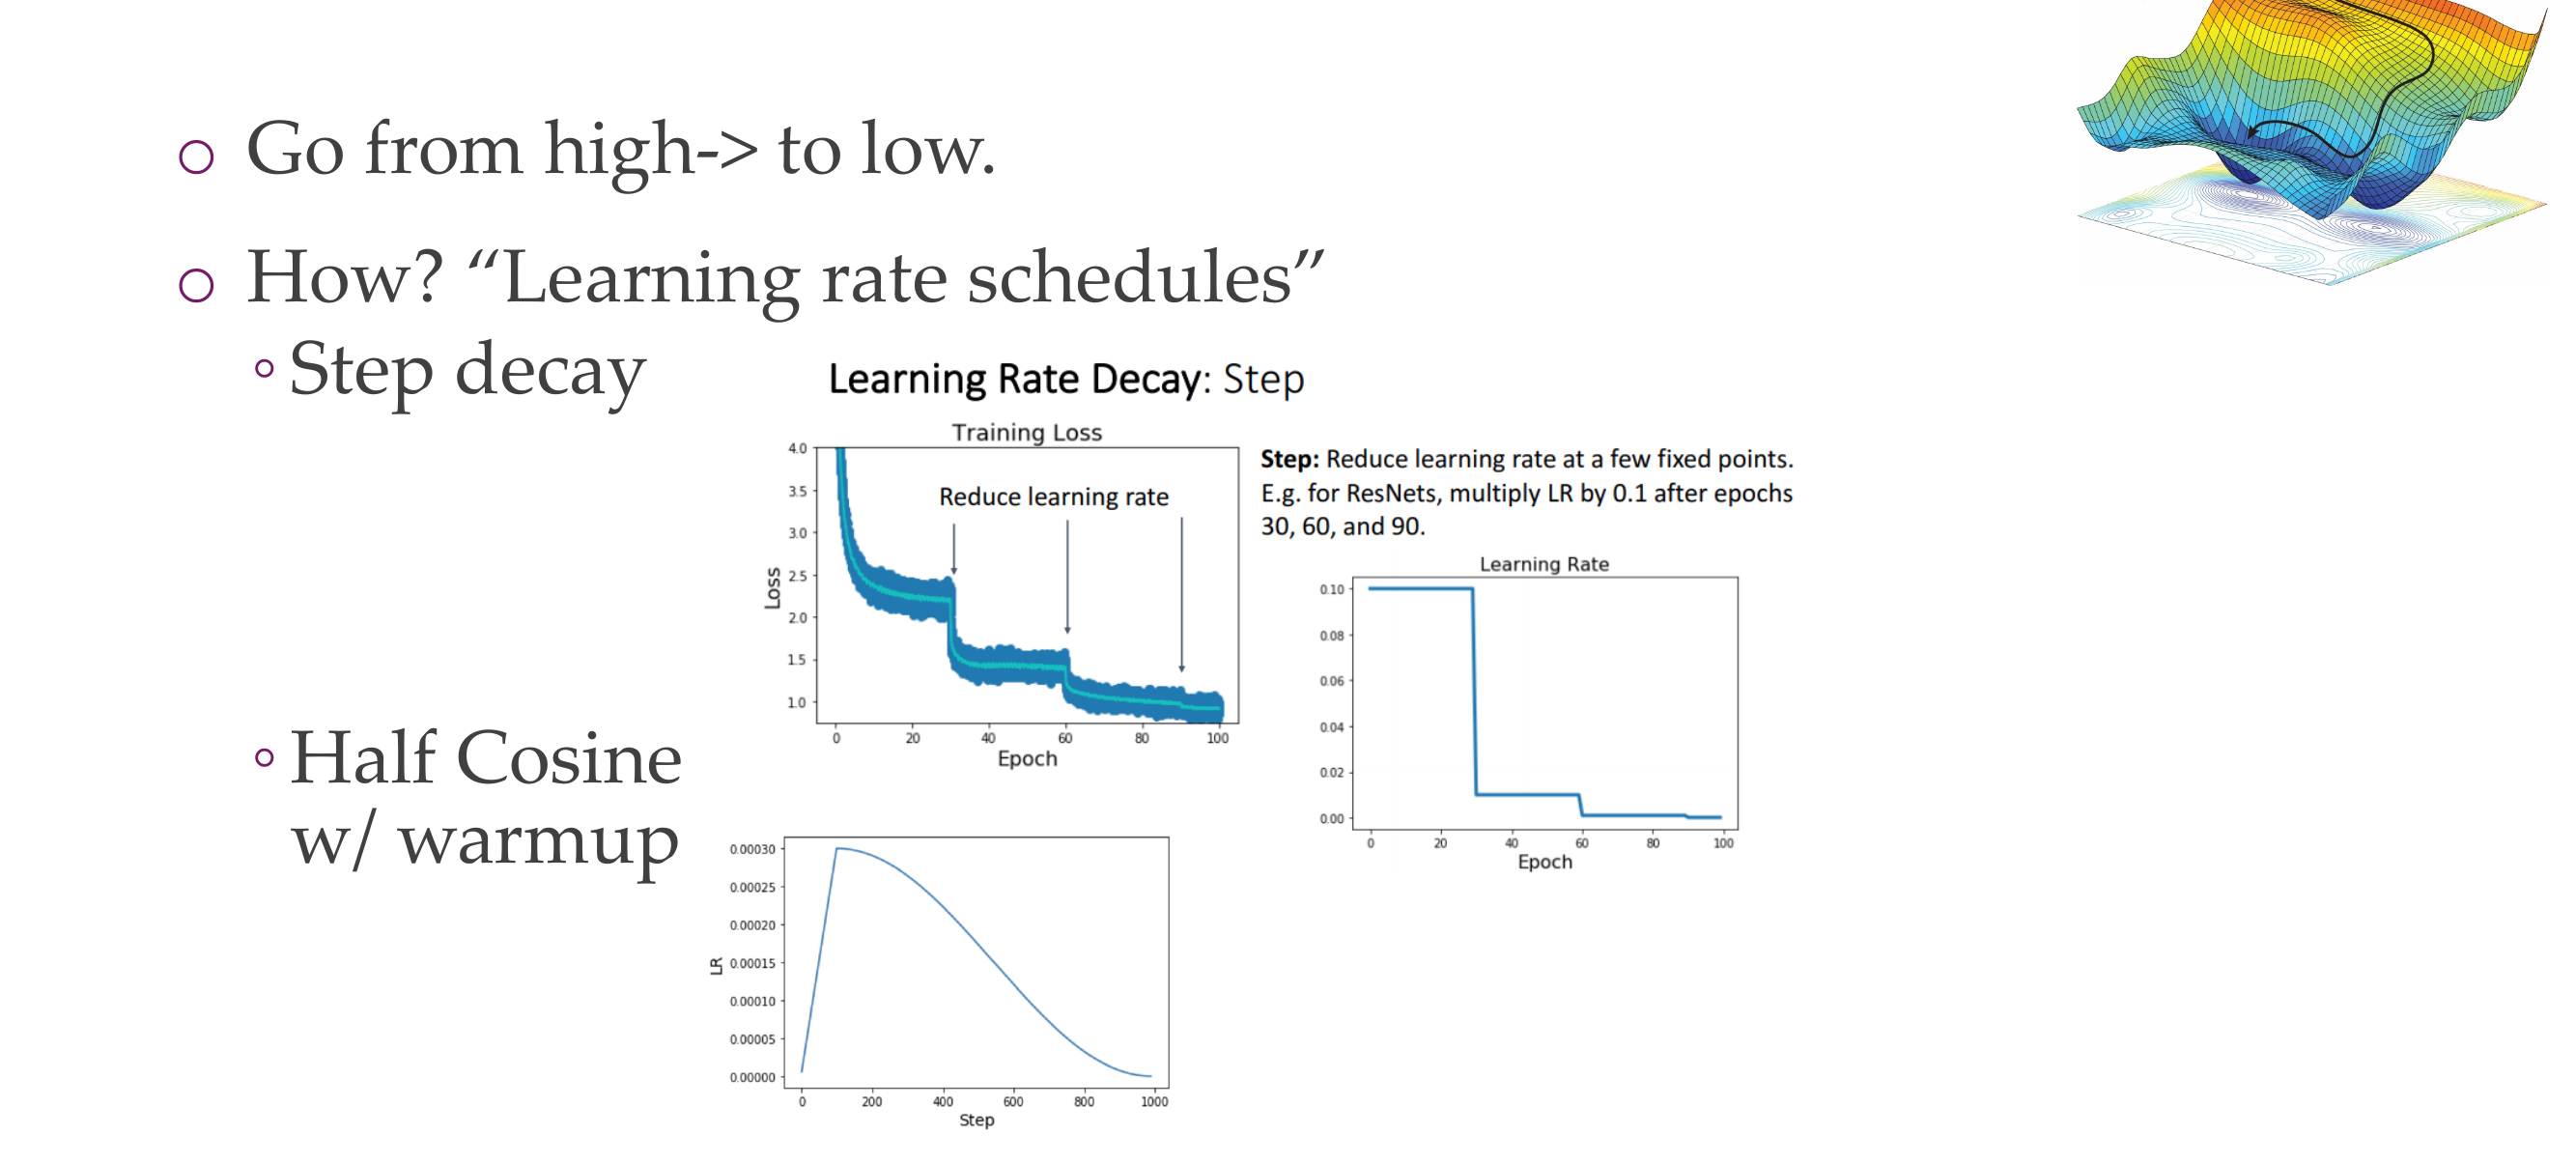 Go from high-> to low.
How? “Learning rate schedules”
Step decay
Learning Rate Decay: Step
Training Loss
4.0
3.5
3.0
2.5
2.0
1.5
1.0
Loss
Reduce learning rate
0 20 40 60 80 100
Epoch
Step: Reduce learning rate at a few fixed points.
E.g. for ResNets, multiply LR by 0.1 after epochs
30, 60, and 90.
Learning Rate
0.10
0.08
0.06
0.04
0.02
0.00
0 20 40 60 80 100
Epoch
Half Cosine
w/ warmup
0.00030
0.00025
0.00020
0.00015
0.00010
0.00005
0.00000
LR
0 200 400 600 800 1000
Step